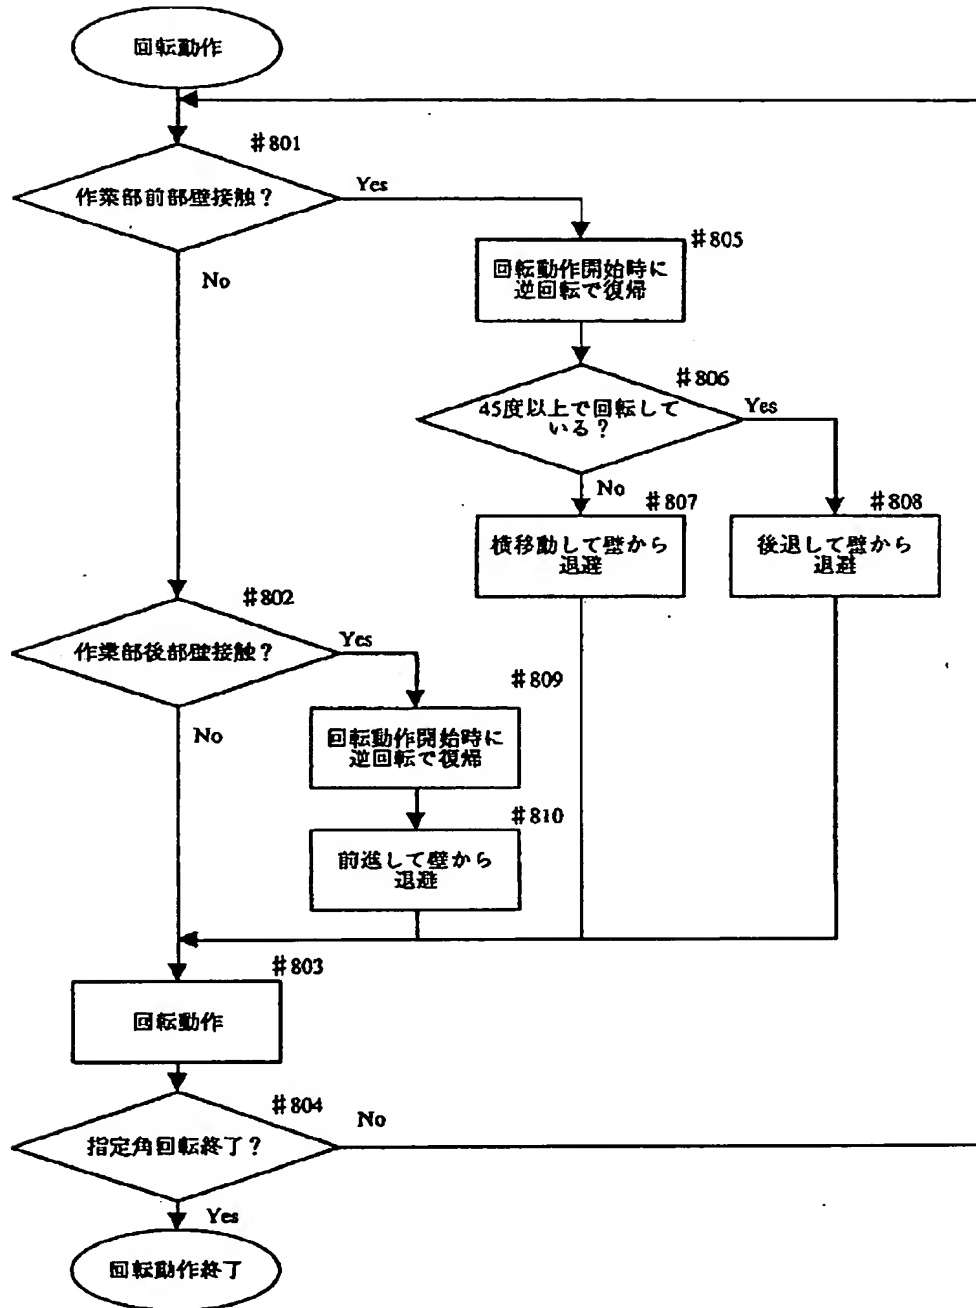 回転動作
#801
作業部前部壁接触?
Yes
No
#805
回転動作開始時に
逆回転で復帰
#806
45度以上で回転して
いる?
Yes
No
#807
横移動して壁から
退避
#808
後退して壁から
退避
#802
作業部後部壁接触?
Yes
No
#809
回転動作開始時に
逆回転で復帰
#810
前進して壁から
退避
#803
回転動作
#804
指定角回転終了?
No
Yes
回転動作終了